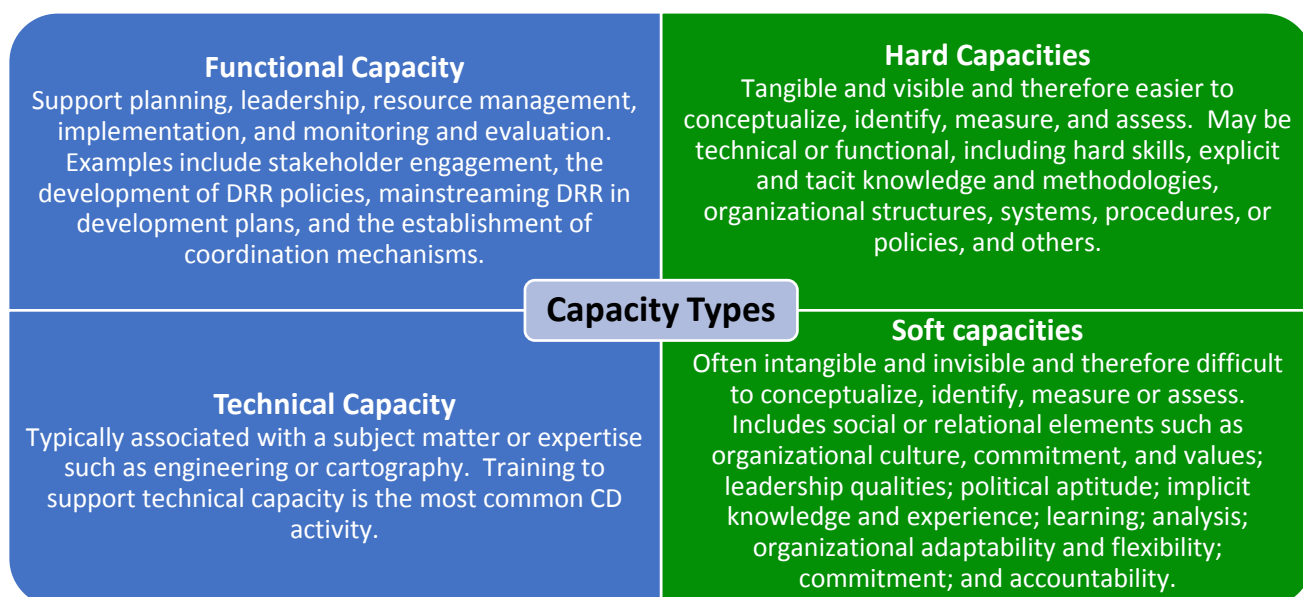 Functional Capacity
Support planning, leadership, resource management,
implementation, and monitoring and evaluation.
Examples include stakeholder engagement, the
development of DRR policies, mainstreaming DRR in
development plans, and the establishment of
coordination mechanisms.
Hard Capacities
Tangible and visible and therefore easier to
conceptualize, identify, measure, and assess.  May be
technical or functional, including hard skills, explicit
and tacit knowledge and methodologies,
organizational structures, systems, procedures, or
policies, and others.
Capacity Types
Technical Capacity
Typically associated with a subject matter or expertise
such as engineering or cartography.  Training to
support technical capacity is the most common CD
activity.
Soft capacities
Often intangible and invisible and therefore difficult
to conceptualize, identify, measure or assess.
Includes social or relational elements such as
organizational culture, commitment, and values;
leadership qualities; political aptitude; implicit
knowledge and experience; learning; analysis;
organizational adaptability and flexibility;
commitment; and accountability.